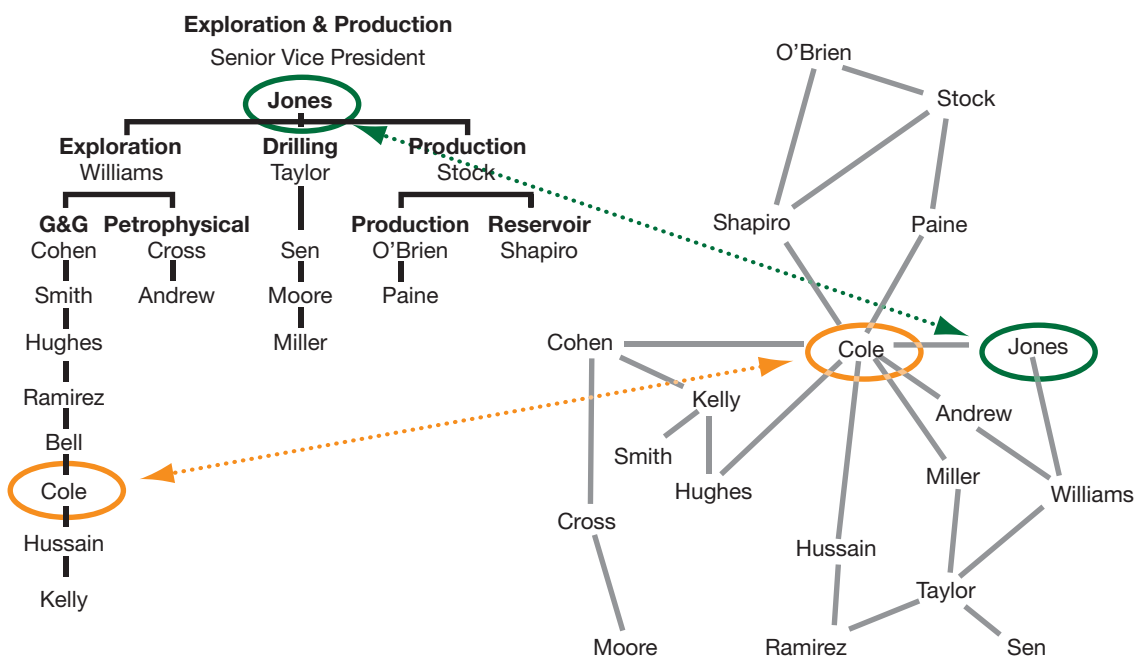 Exploration & Production
Senior Vice President
Jones
Exploration
Williams
Drilling
Taylor
Production
Stock
G&G
Cohen
Petrophysical
Cross
Production
O’Brien
Reservoir
Shapiro
Smith
Andrew
Sen
Moore
Paine
Hughes
Miller
Ramirez
Bell
Cole
Hussain
Kelly
O’Brien
Stock
Shapiro
Paine
Cohen
Cole
Jones
Kelly
Andrew
Smith
Hughes
Miller
Williams
Cross
Hussain
Taylor
Moore
Ramirez
Sen